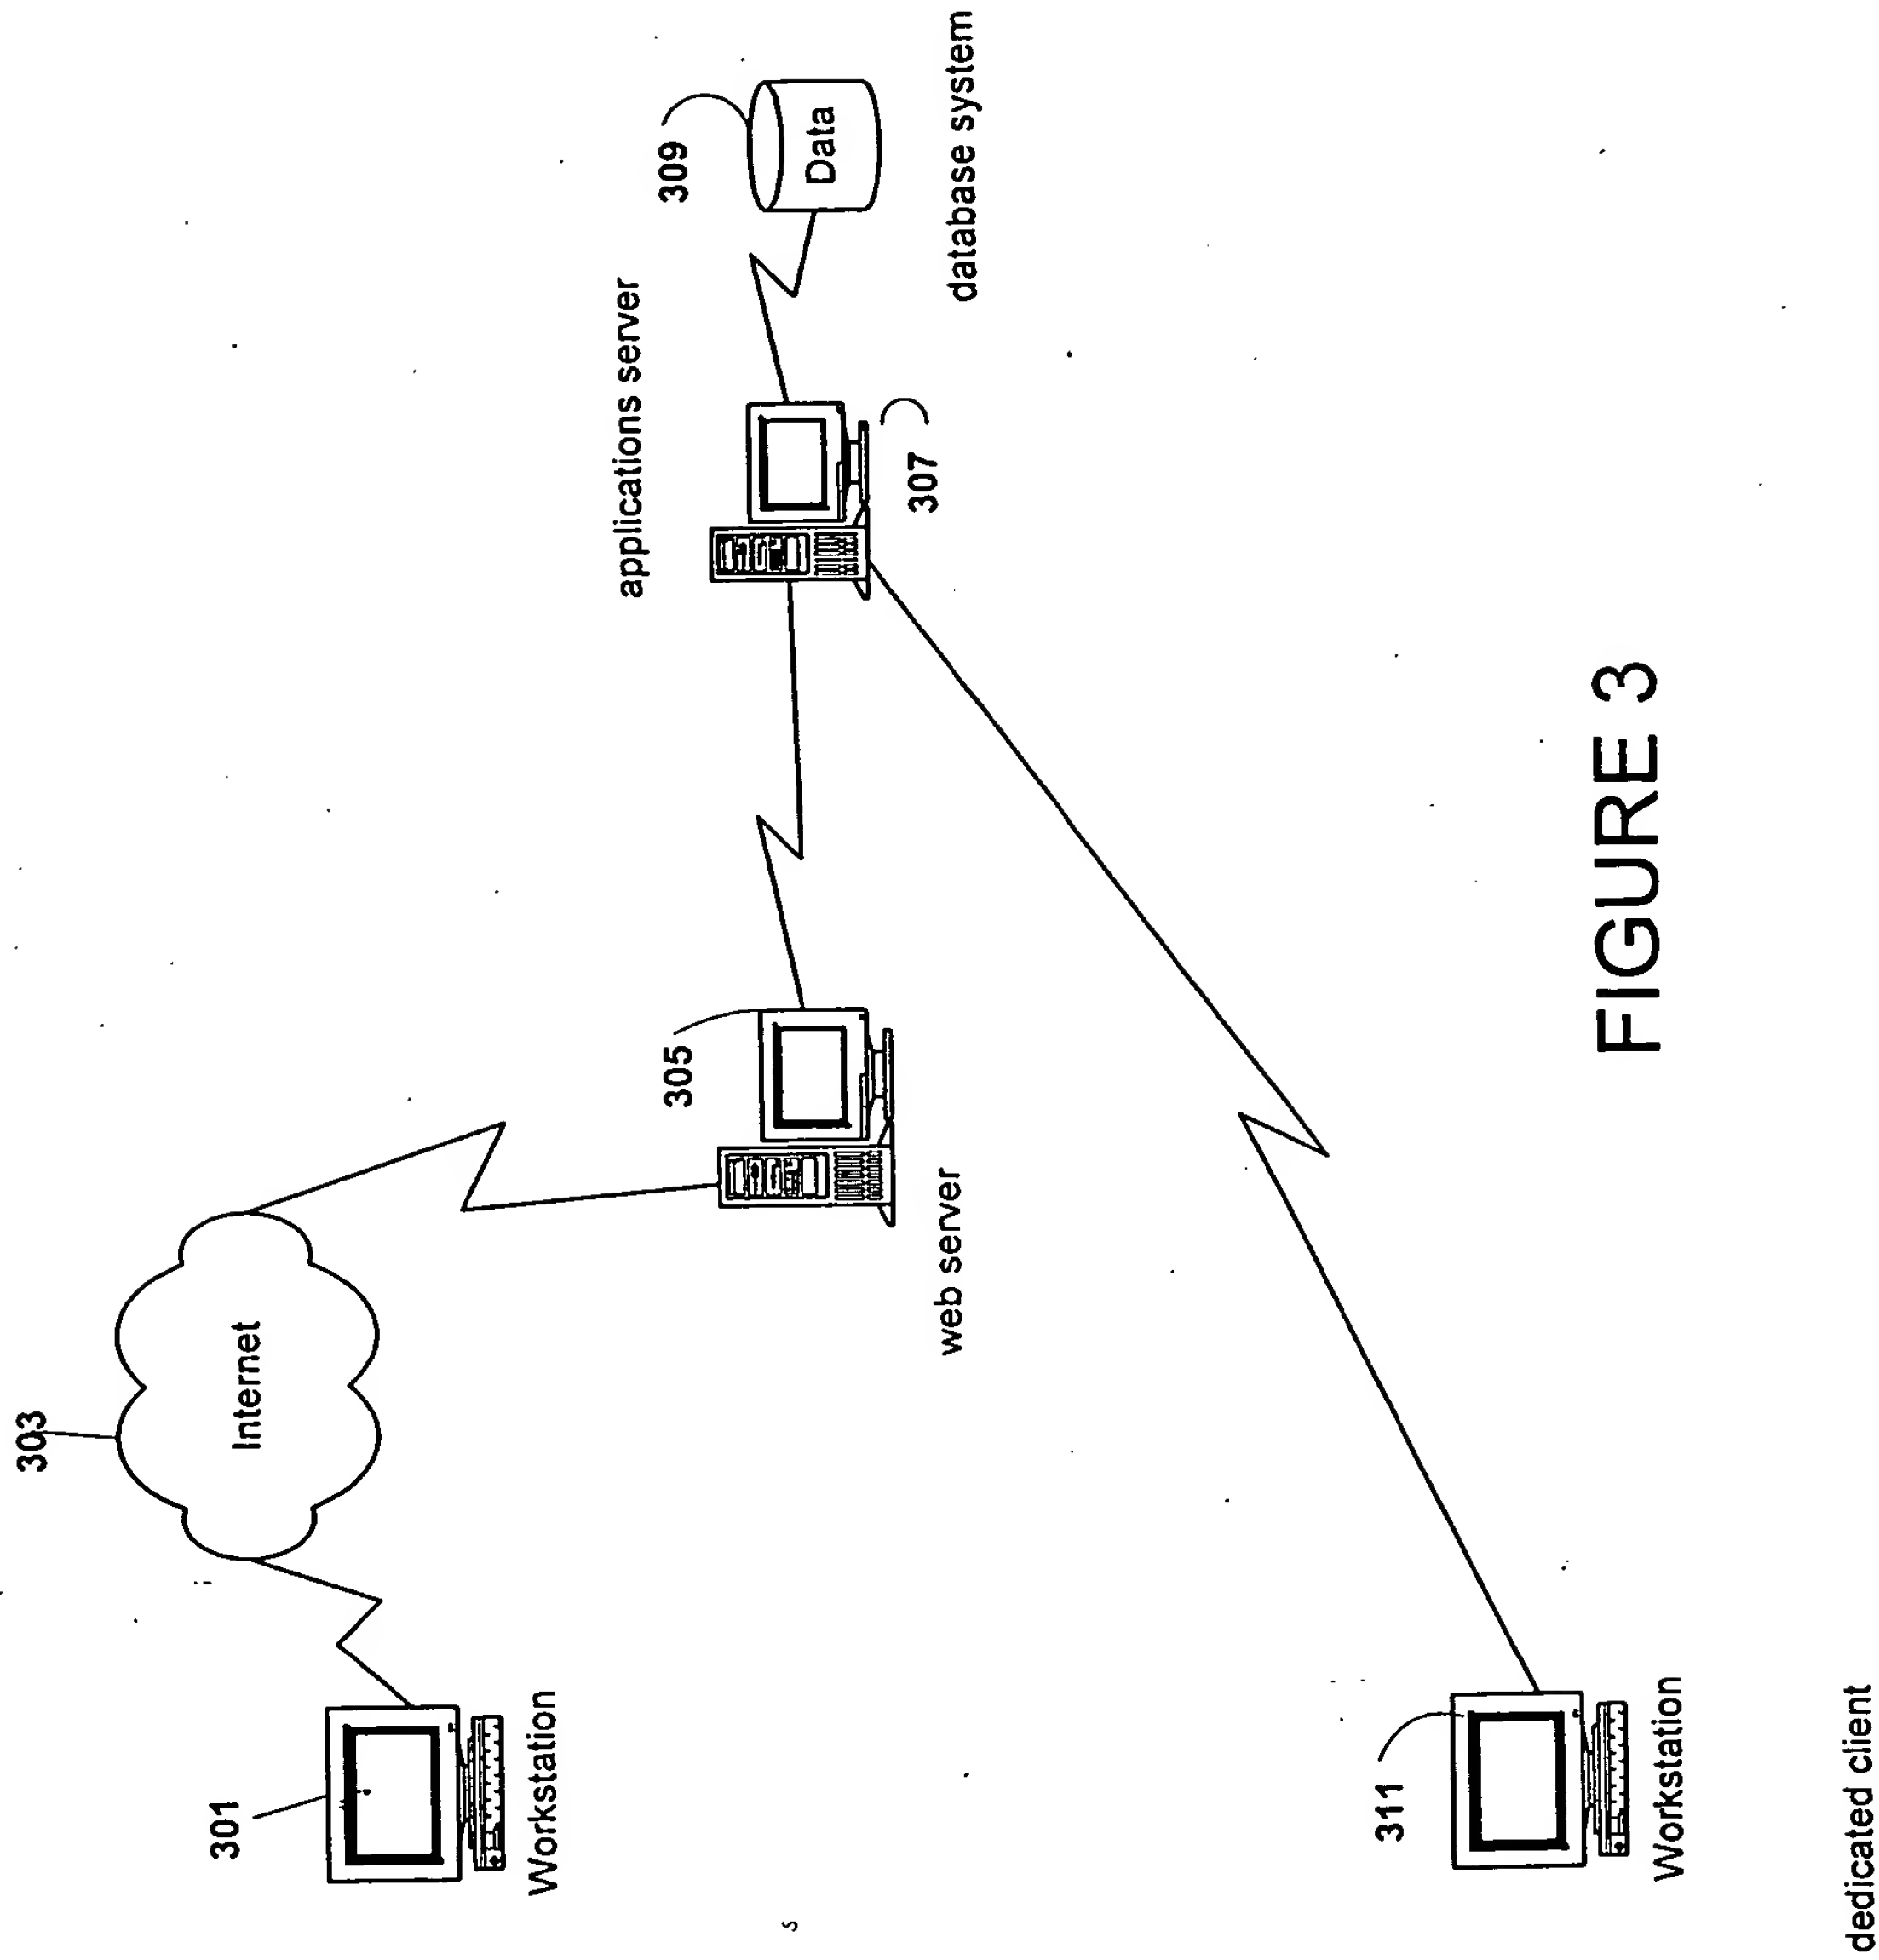 303
Internet
301
Workstation
305
web server
applications server
307
309
Data
database system
311
Workstation
dedicated client
FIGURE 3